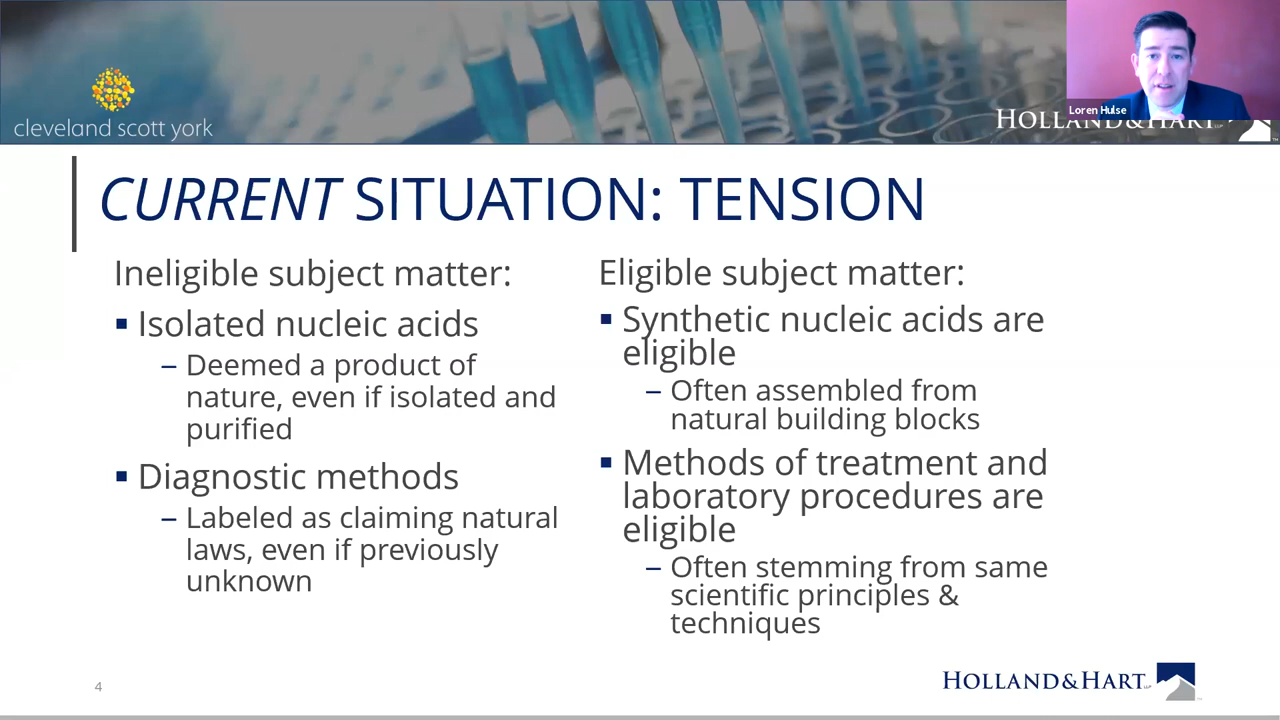 cleveland scott york
HOLLAND&HART
Loren Hulse
CURRENT SITUATION: TENSION
Ineligible subject matter:
▪ Isolated nucleic acids
– Deemed a product of
nature, even if isolated and
purified
▪ Diagnostic methods
– Labeled as claiming natural
laws, even if previously
unknown
Eligible subject matter:
▪ Synthetic nucleic acids are
eligible
– Often assembled from
natural building blocks
▪ Methods of treatment and
laboratory procedures are
eligible
– Often stemming from same
scientific principles &
techniques
4
HOLLAND&HART